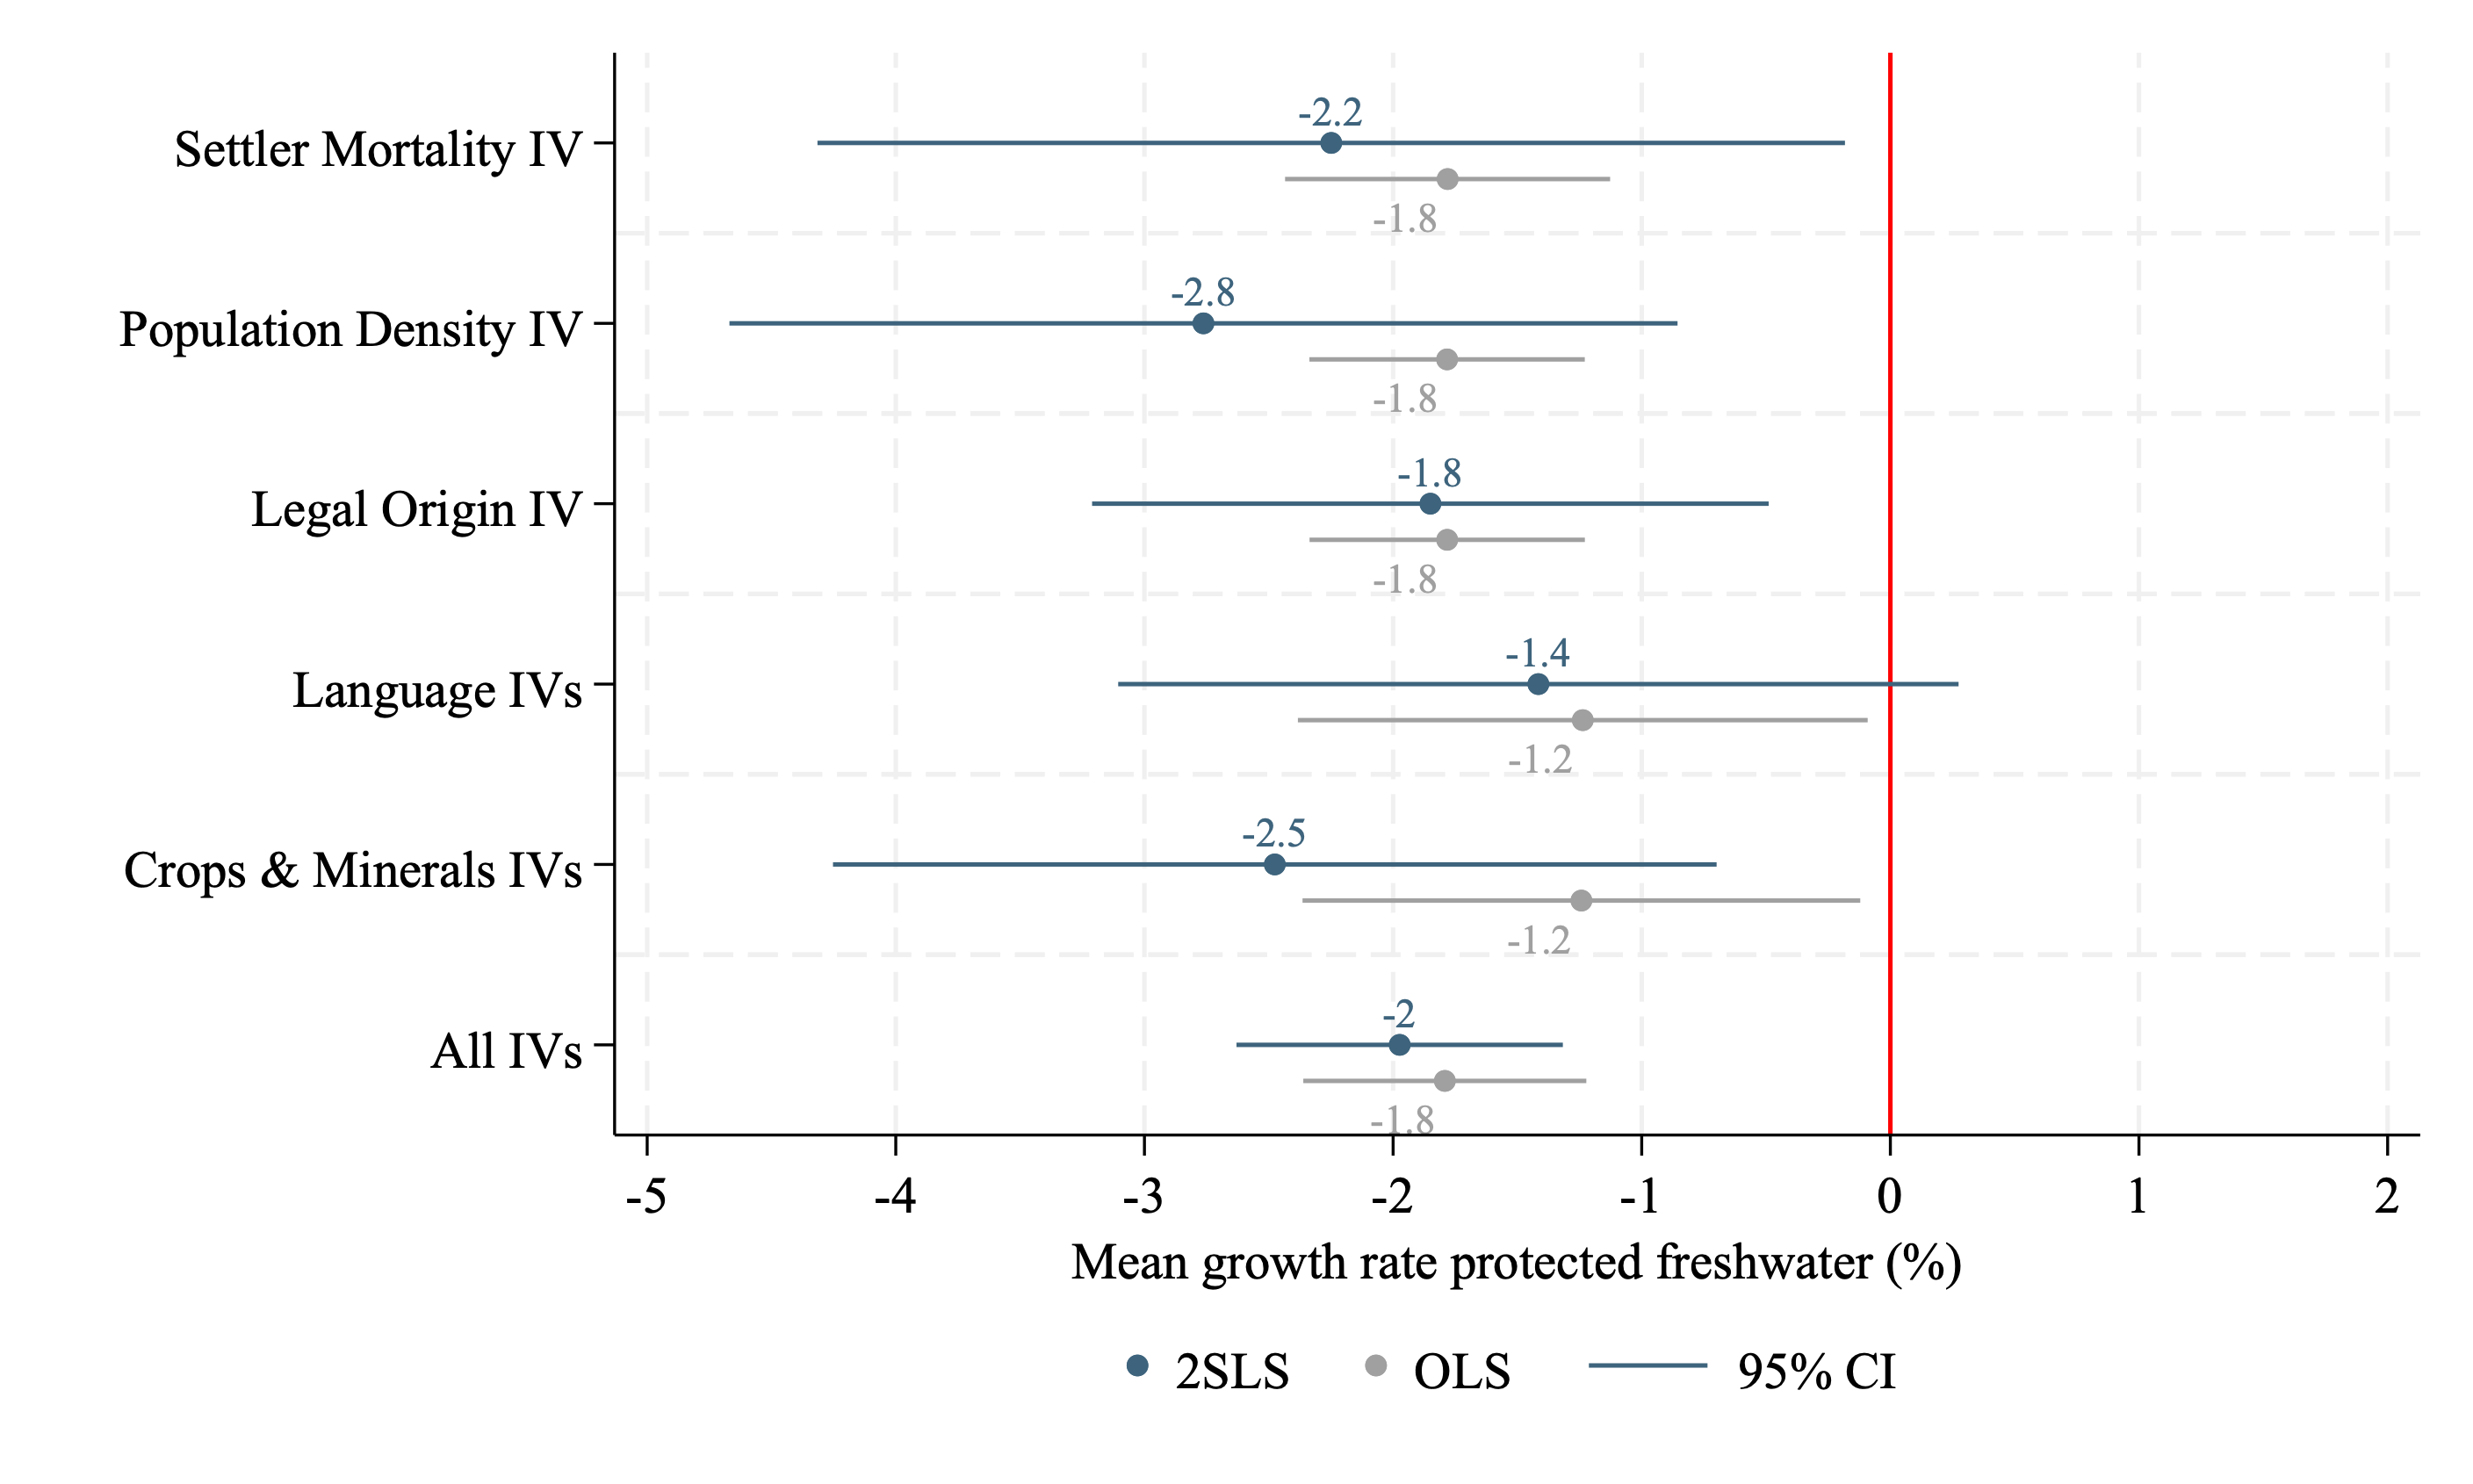 -2.2
Settler Mortality IV
-1.8
-2.8
Population Density IV
-1.8
-1.8
Legal Origin IV
-1.8
-1.4
Language IVs
-1.2
-2.5
Crops & Minerals IVs
-1.2
-2
All IVs
-1.8
-5 -4 -3 -2 -1 0 1 2
Mean growth rate protected freshwater (%)
2SLS OLS 95% CI